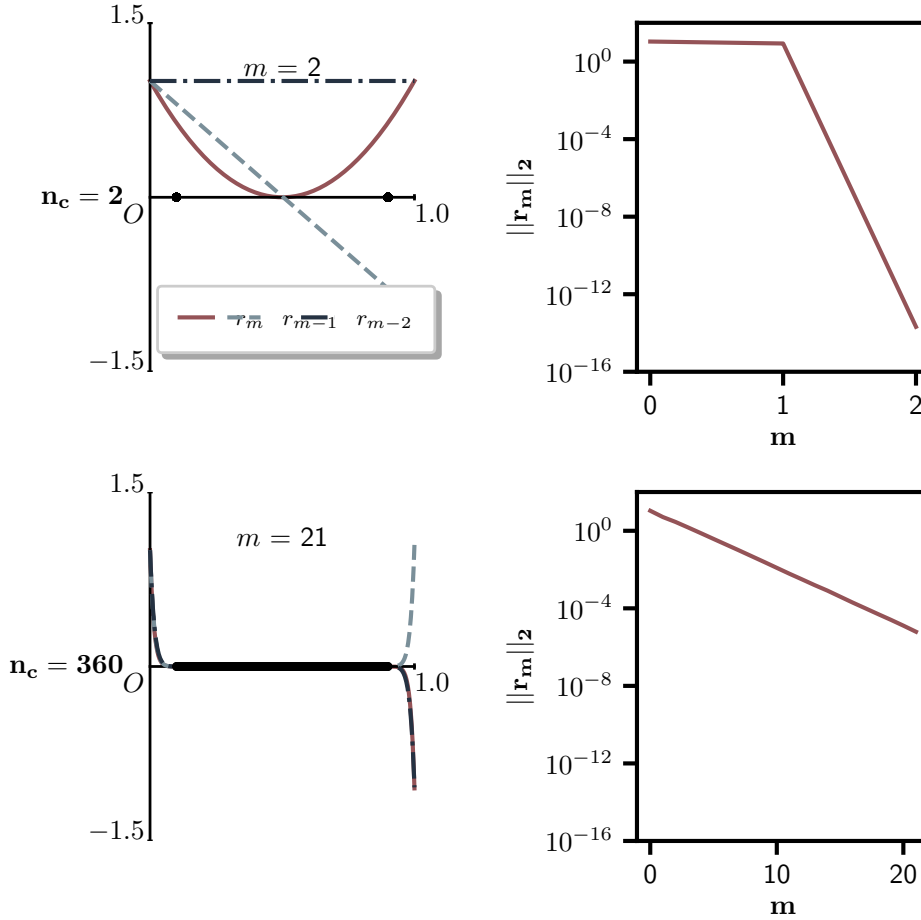 1.5
m = 2
n_c = 2
O
1.0
r_m r_{m−1} r_{m−2}
−1.5
||r_m||_2
10^0
10^{−4}
10^{−8}
10^{−12}
10^{−16}
0 1 2
m
1.5
m = 21
n_c = 360
O
1.0
−1.5
||r_m||_2
10^0
10^{−4}
10^{−8}
10^{−12}
10^{−16}
0 10 20
m